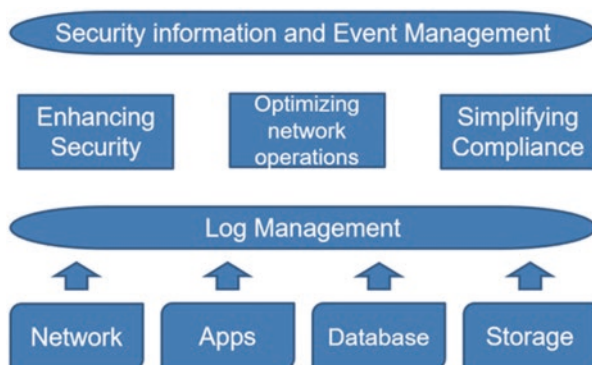 Security information and Event Management
Enhancing
Security
Optimizing
network
operations
Simplifying
Compliance
Log Management
Network
Apps
Database
Storage